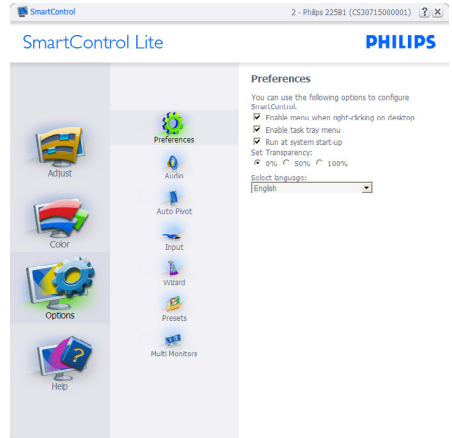 SmartControl
2 - Philips 225B1 (CS30715000001)
SmartControl Lite
PHILIPS
Adjust
Color
Options
Help
Preferences
Audio
Auto Pivot
Input
Wizard
Presets
Multi Monitors
Preferences
You can use the following options to configure
SmartControl.
Enable menu when right-clicking on desktop
Enable task tray menu
Run at system start-up
Set Transparency:
0% 50% 100%
Select language:
English